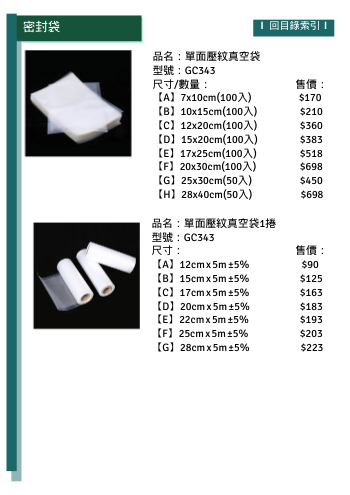 密封袋
回目錄索引
品名：單面壓紋真空袋
型號：GC343
尺寸/數量：　售價：
【A】7x10cm(100入)　$170
【B】10x15cm(100入)　$210
【C】12x20cm(100入)　$360
【D】15x20cm(100入)　$383
【E】17x25cm(100入)　$518
【F】20x30cm(100入)　$698
【G】25x30cm(50入)　$450
【H】28x40cm(50入)　$698
品名：單面壓紋真空袋1捲
型號：GC343
尺寸：　售價：
【A】12cm x 5m ±5%　$90
【B】15cm x 5m ±5%　$125
【C】17cm x 5m ±5%　$163
【D】20cm x 5m ±5%　$183
【E】22cm x 5m ±5%　$193
【F】25cm x 5m ±5%　$203
【G】28cm x 5m ±5%　$223